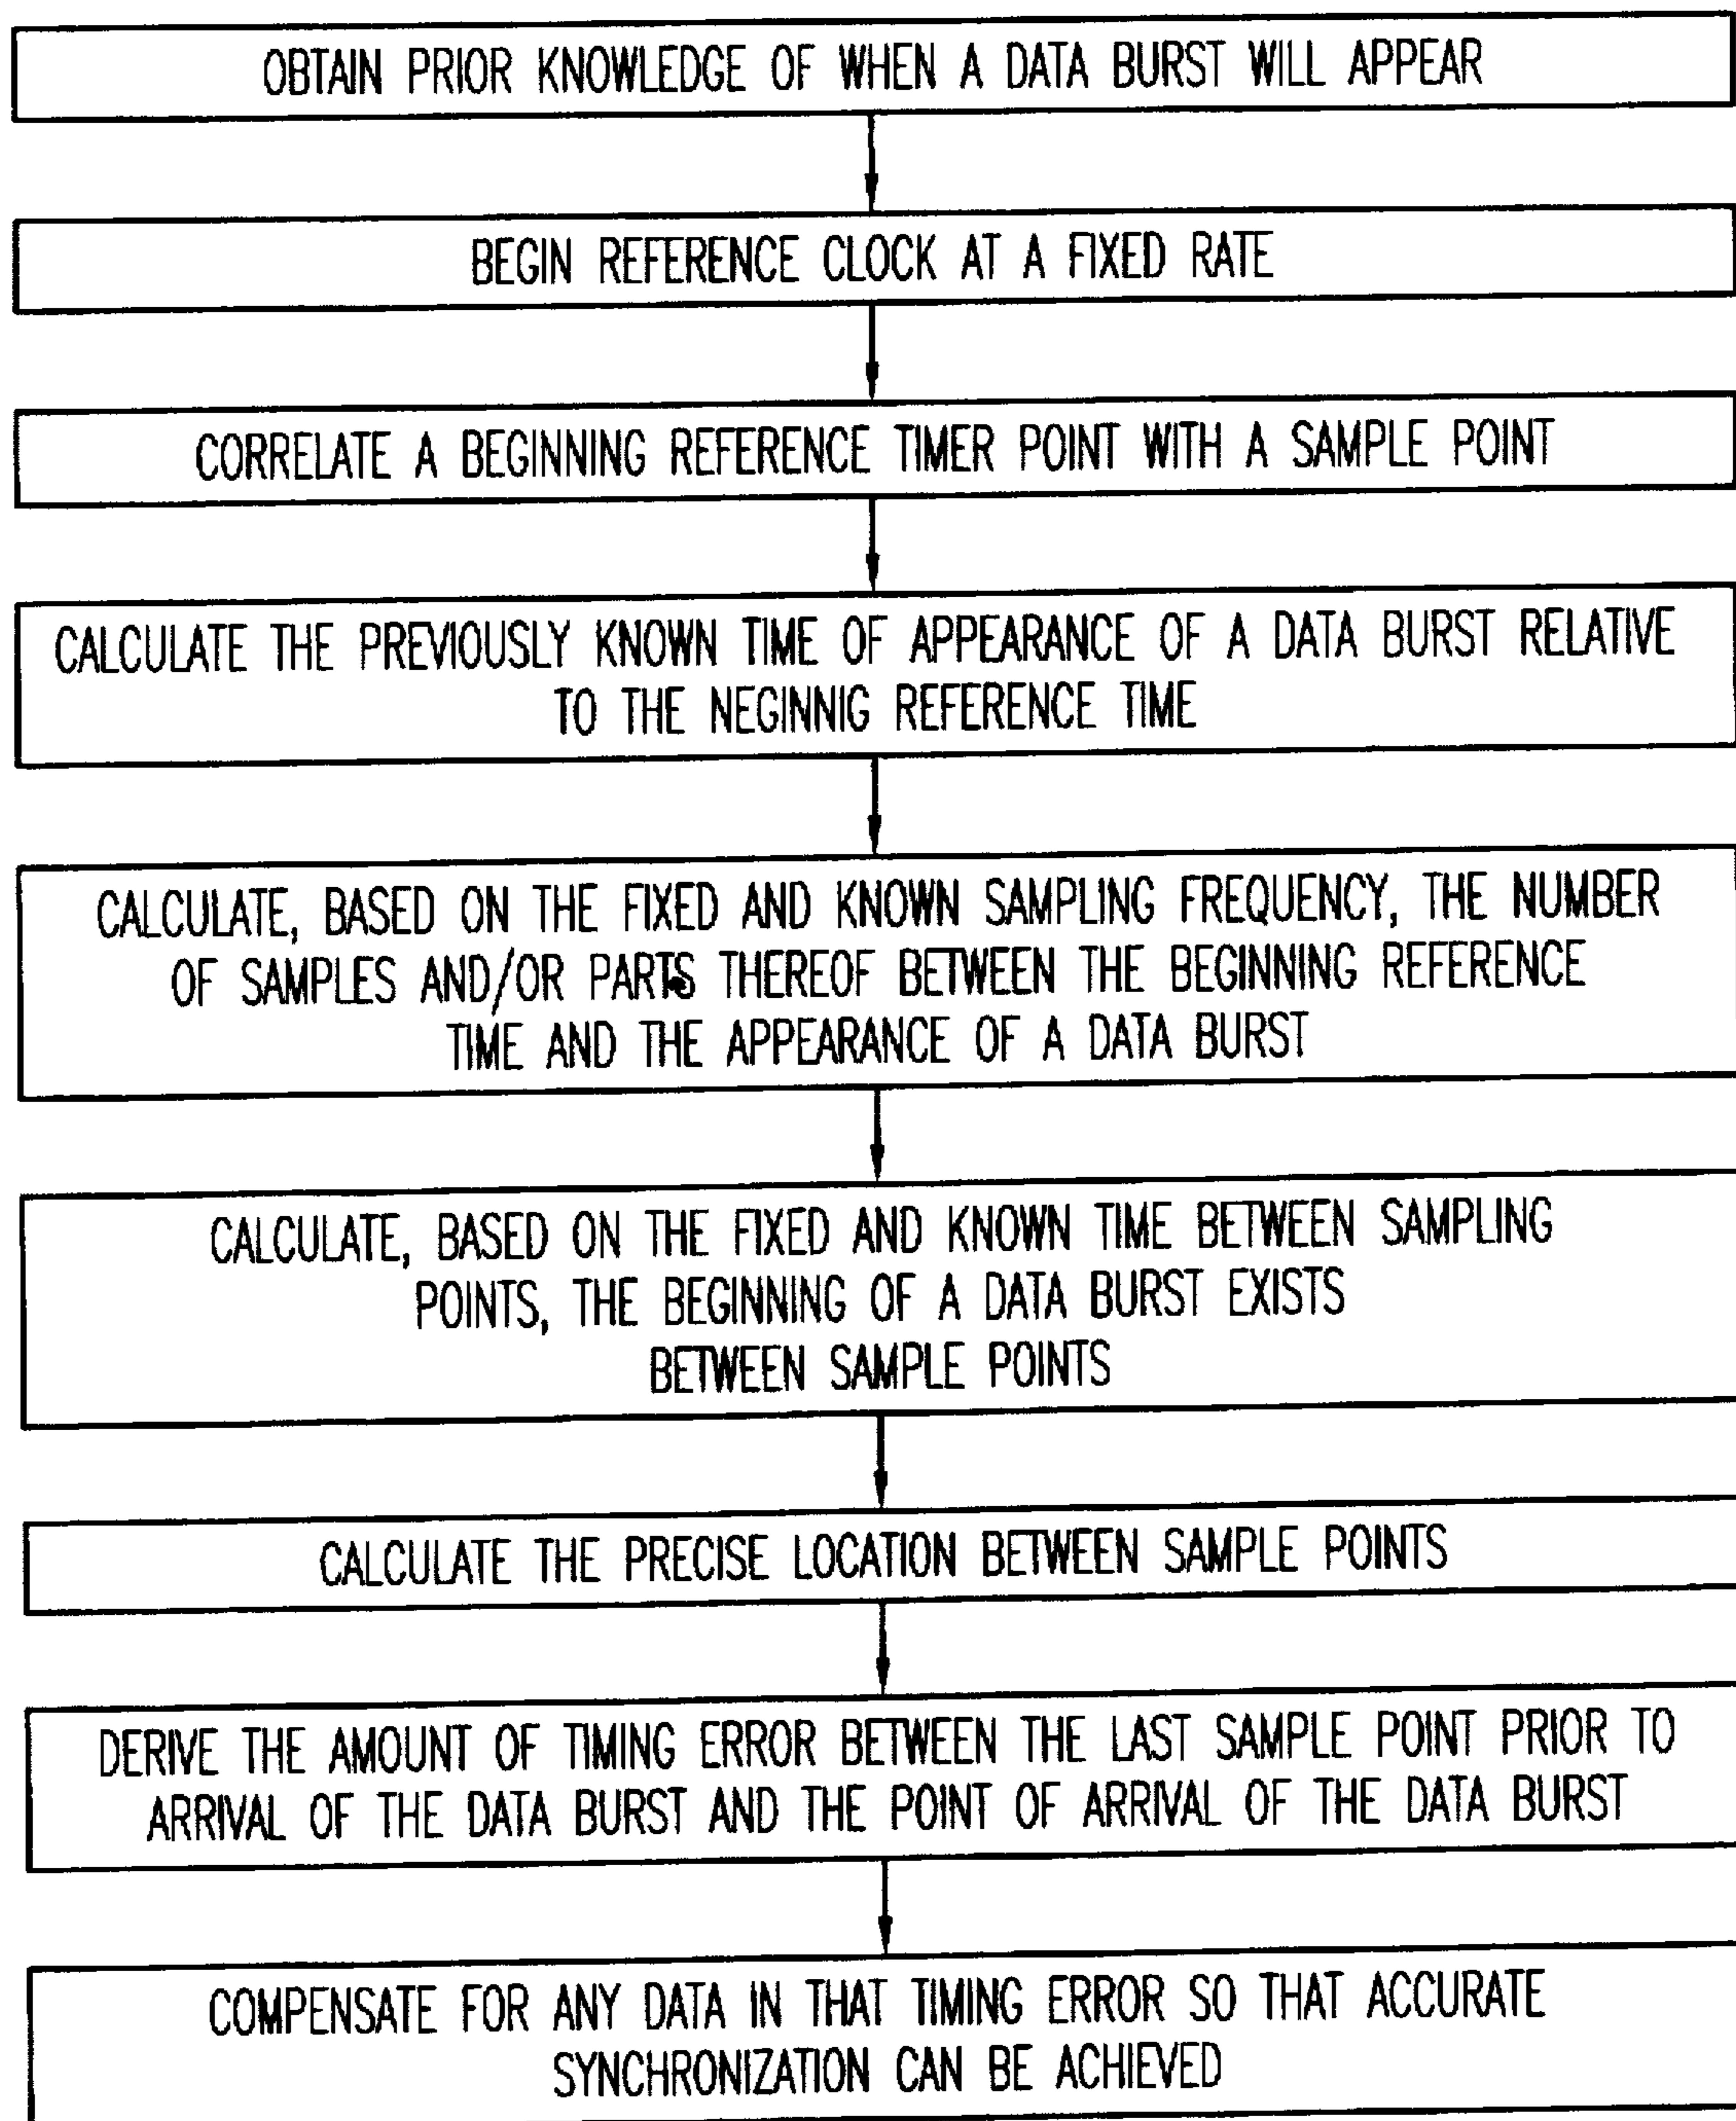 OBTAIN PRIOR KNOWLEDGE OF WHEN A DATA BURST WILL APPEAR
BEGIN REFERENCE CLOCK AT A FIXED RATE
CORRELATE A BEGINNING REFERENCE TIMER POINT WITH A SAMPLE POINT
CALCULATE THE PREVIOUSLY KNOWN TIME OF APPEARANCE OF A DATA BURST RELATIVE
TO THE NEGINNIG REFERENCE TIME
CALCULATE, BASED ON THE FIXED AND KNOWN SAMPLING FREQUENCY, THE NUMBER
OF SAMPLES AND/OR PARTS THEREOF BETWEEN THE BEGINNING REFERENCE
TIME AND THE APPEARANCE OF A DATA BURST
CALCULATE, BASED ON THE FIXED AND KNOWN TIME BETWEEN SAMPLING
POINTS, THE BEGINNING OF A DATA BURST EXISTS
BETWEEN SAMPLE POINTS
CALCULATE THE PRECISE LOCATION BETWEEN SAMPLE POINTS
DERIVE THE AMOUNT OF TIMING ERROR BETWEEN THE LAST SAMPLE POINT PRIOR TO
ARRIVAL OF THE DATA BURST AND THE POINT OF ARRIVAL OF THE DATA BURST
COMPENSATE FOR ANY DATA IN THAT TIMING ERROR SO THAT ACCURATE
SYNCHRONIZATION CAN BE ACHIEVED